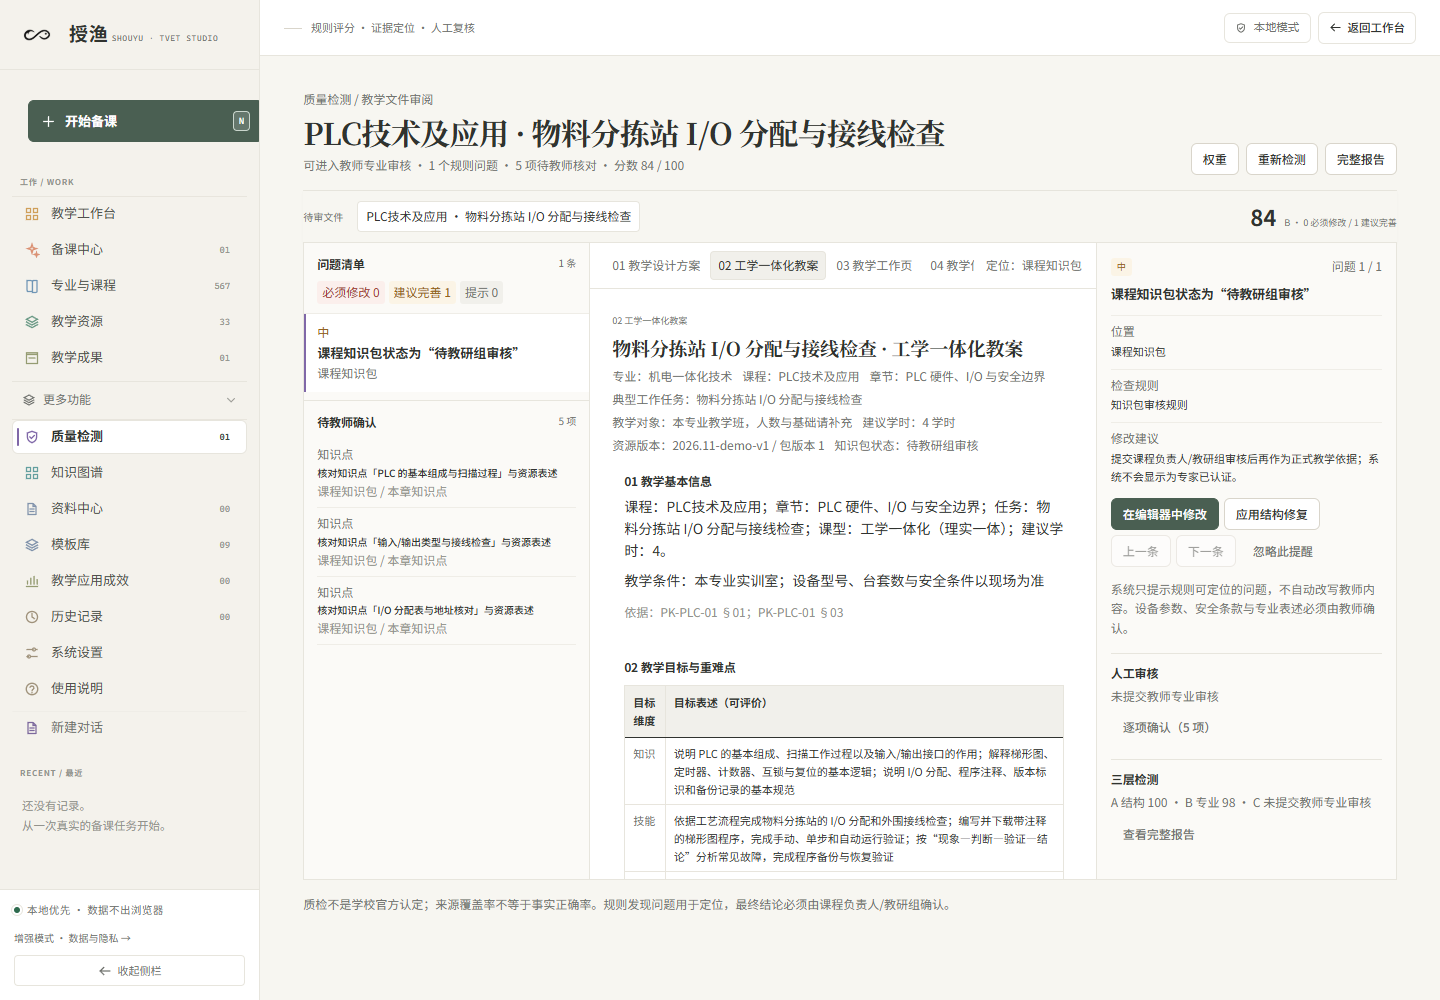 授渔 SHOUYU · TVET STUDIO
开始备课 N
工作 / WORK
教学工作台
备课中心 01
专业与课程 567
教学资源 33
教学成果 01
更多功能
质量检测 01
知识图谱
资料中心 00
模板库 09
教学应用成效 00
历史记录 00
系统设置
使用说明
新建对话
RECENT / 最近
还没有记录。
从一次真实的备课任务开始。
本地优先 · 数据不出浏览器
增强模式 · 数据与隐私 →
← 收起侧栏
规则评分 · 证据定位 · 人工复核
本地模式
← 返回工作台
质量检测 / 教学文件审阅
PLC技术及应用 · 物料分拣站 I/O 分配与接线检查
可进入教师专业审核 · 1 个规则问题 · 5 项待教师核对 · 分数 84 / 100
权重
重新检测
完整报告
待审文件
PLC技术及应用 · 物料分拣站 I/O 分配与接线检查
84 B · 0 必须修改 / 1 建议完善
问题清单 1 条
必须修改 0 建议完善 1 提示 0
中
课程知识包状态为“待教研组审核”
课程知识包
待教师确认 5 项
知识点
核对知识点「PLC 的基本组成与扫描过程」与资源表述
课程知识包 / 本章知识点
知识点
核对知识点「输入/输出类型与接线检查」与资源表述
课程知识包 / 本章知识点
知识点
核对知识点「I/O 分配表与地址核对」与资源表述
课程知识包 / 本章知识点
01 教学设计方案 02 工学一体化教案 03 教学工作页 04 教学 定位：课程知识包
02 工学一体化教案
物料分拣站 I/O 分配与接线检查 · 工学一体化教案
专业：机电一体化技术 课程：PLC技术及应用 章节：PLC 硬件、I/O 与安全边界
典型工作任务：物料分拣站 I/O 分配与接线检查
教学对象：本专业教学班，人数与基础请补充 建议学时：4 学时
资源版本：2026.11-demo-v1 / 包版本 1 知识包状态：待教研组审核
01 教学基本信息
课程：PLC技术及应用；章节：PLC 硬件、I/O 与安全边界；任务：物
料分拣站 I/O 分配与接线检查；课型：工学一体化（理实一体）；建议学
时：4。
教学条件：本专业实训室；设备型号、台套数与安全条件以现场为准
依据：PK-PLC-01 §01；PK-PLC-01 §03
02 教学目标与重难点
目标
维度
目标表述（可评价）
知识
说明 PLC 的基本组成、扫描工作过程以及输入/输出接口的作用；解释梯形图、
定时器、计数器、互锁与复位的基本逻辑；说明 I/O 分配、程序注释、版本标
识和备份记录的基本规范
技能
依据工艺流程完成物料分拣站的 I/O 分配和外围接线检查；编写并下载带注释
的梯形图程序，完成手动、单步和自动运行验证；按“现象—判断—验证—结
论”分析常见故障，完成程序备份与恢复验证
中 问题 1 / 1
课程知识包状态为“待教研组审核”
位置
课程知识包
检查规则
知识包审核规则
修改建议
提交课程负责人/教研组审核后再作为正式教学依据；系
统不会显示为专家已认证。
在编辑器中修改 应用结构修复
上一条 下一条 忽略此提醒
系统只提示规则可定位的问题，不自动改写教师内
容。设备参数、安全条款与专业表述必须由教师确
认。
人工审核
未提交教师专业审核
逐项确认（5 项）
三层检测
A 结构 100 · B 专业 98 · C 未提交教师专业审核
查看完整报告
质检不是学校官方认定；来源覆盖率不等于事实正确率。规则发现问题用于定位，最终结论必须由课程负责人/教研组确认。